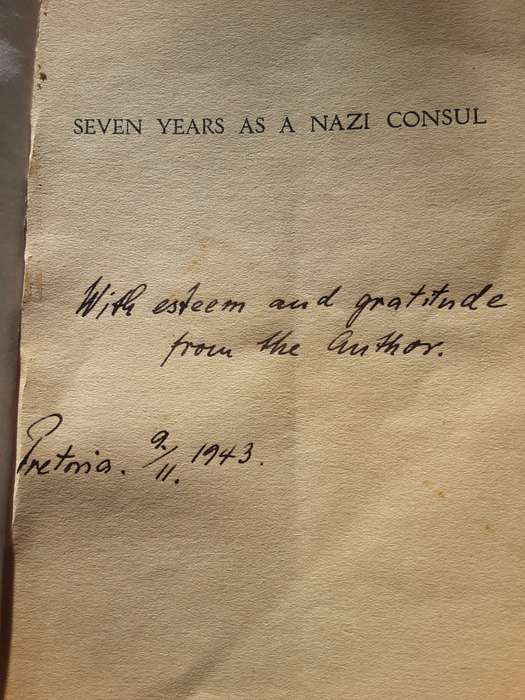 SEVEN YEARS AS A NAZI CONSUL
With esteem and gratitude
from the Author.
Pretoria. 9./11. 1943.